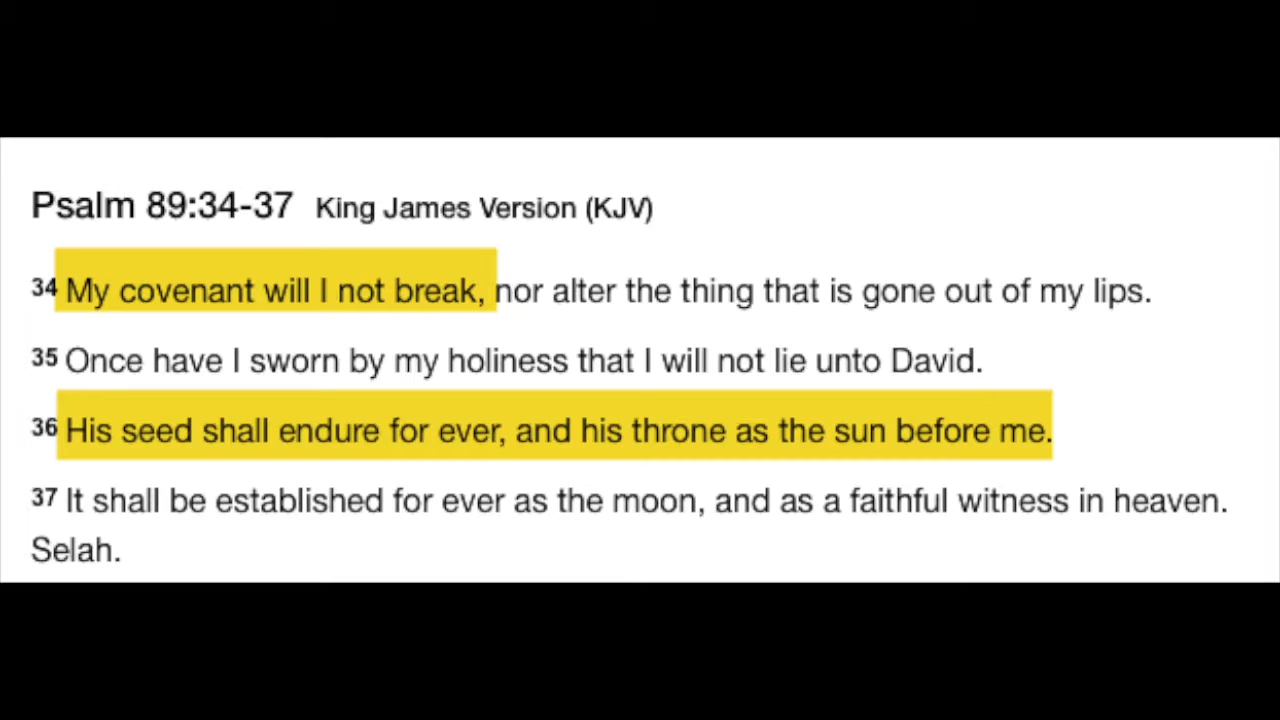 Psalm 89:34-37 King James Version (KJV)
34 My covenant will I not break, nor alter the thing that is gone out of my lips.
35 Once have I sworn by my holiness that I will not lie unto David.
36 His seed shall endure for ever, and his throne as the sun before me.
37 It shall be established for ever as the moon, and as a faithful witness in heaven.
Selah.